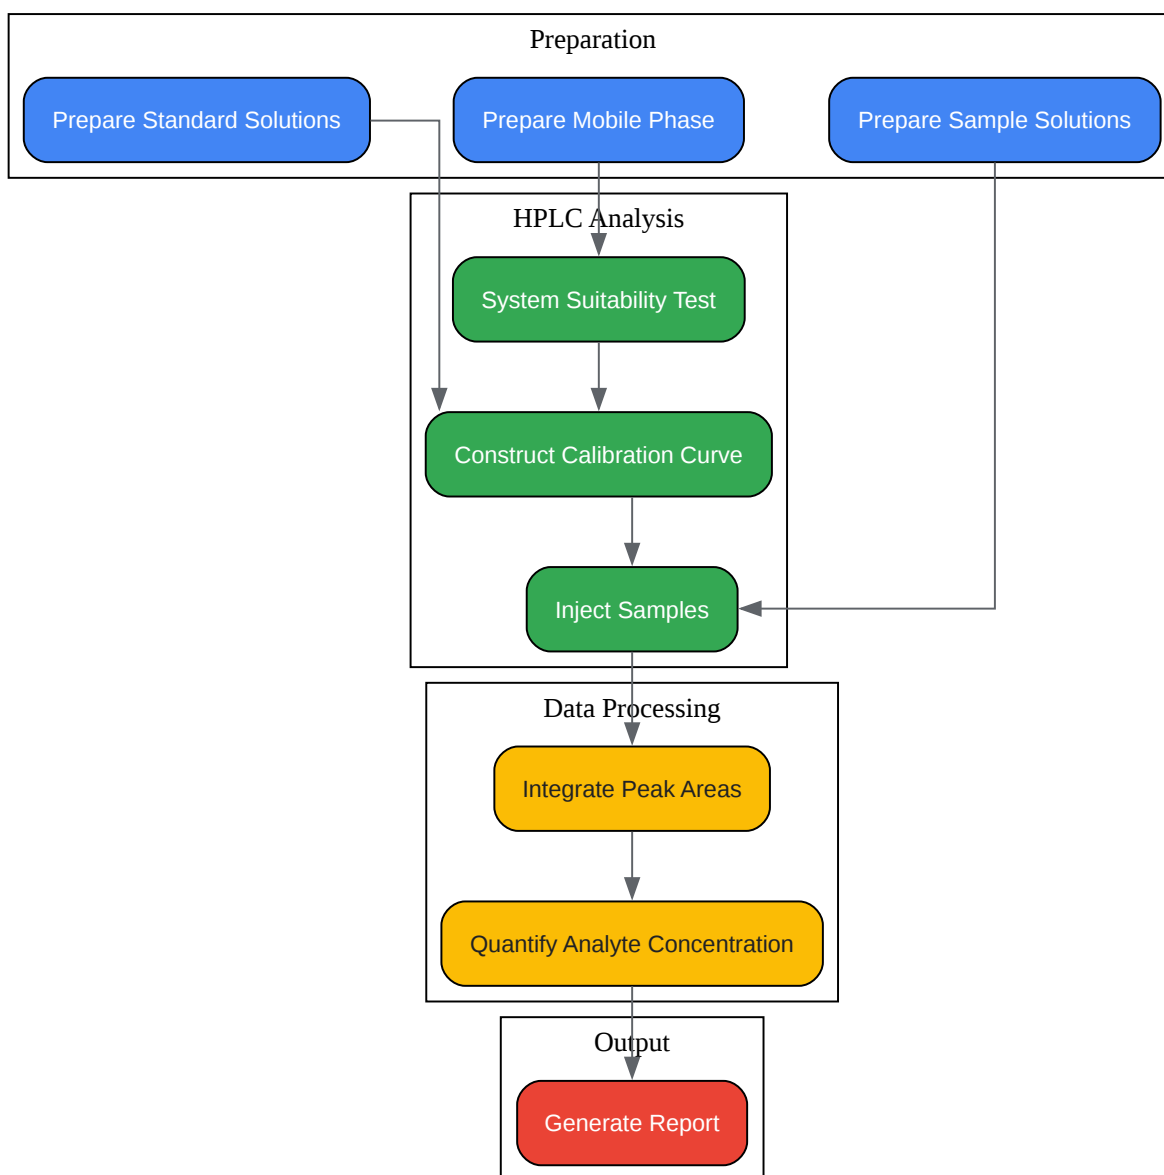 Preparation
Prepare Standard Solutions
Prepare Mobile Phase
Prepare Sample Solutions
HPLC Analysis
System Suitability Test
Construct Calibration Curve
Inject Samples
Data Processing
Integrate Peak Areas
Quantify Analyte Concentration
Output
Generate Report